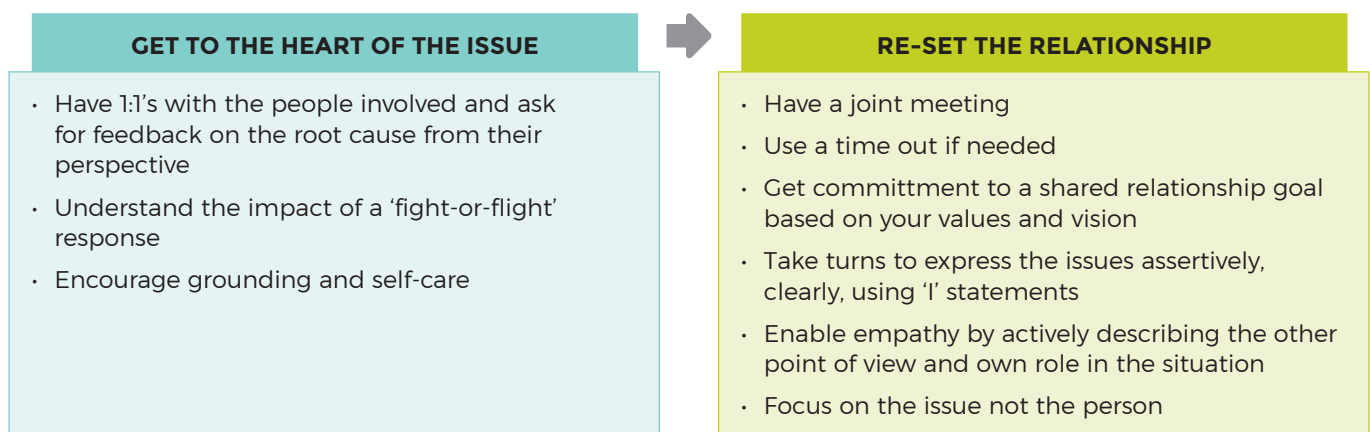 GET TO THE HEART OF THE ISSUE
• Have 1:1's with the people involved and ask
for feedback on the root cause from their
perspective
• Understand the impact of a ‘fight-or-flight’
response
• Encourage grounding and self-care
RE-SET THE RELATIONSHIP
• Have a joint meeting
• Use a time out if needed
• Get committment to a shared relationship goal
based on your values and vision
• Take turns to express the issues assertively,
clearly, using ‘I’ statements
• Enable empathy by actively describing the other
point of view and own role in the situation
• Focus on the issue not the person